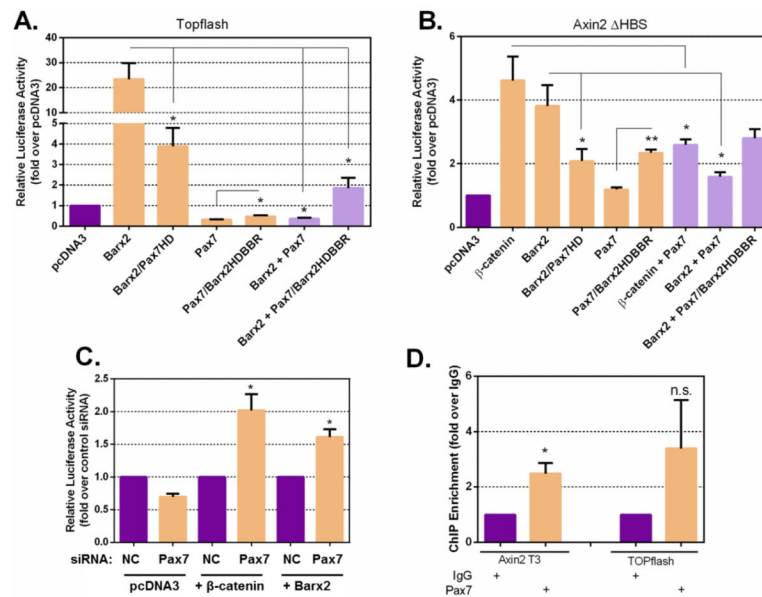 A.
Topflash
Relative Luciferase Activity
(fold over pcDNA3)
40
30
20
10
5
4
3
2
1
0
*
*
*
*
pcDNA3
Barx2
Barx2/Pax7HD
Pax7
Pax7/Barx2HDBBR
Barx2 + Pax7
Barx2 + Pax7/Barx2HDBBR
B.
Axin2 ΔHBS
Relative Luciferase Activity
(fold over pcDNA3)
6
4
2
0
*
**
*
*
pcDNA3
β-catenin
Barx2
Barx2/Pax7HD
Pax7
Pax7/Barx2HDBBR
β-catenin + Pax7
Barx2 + Pax7
Barx2 + Pax7/Barx2HDBBR
C.
Relative Luciferase Activity
(fold over control siRNA)
2.5
2.0
1.5
1.0
0.5
0.0
*
*
siRNA: NC Pax7 NC Pax7 NC Pax7
pcDNA3 + β-catenin + Barx2
D.
ChIP Enrichment (fold over IgG)
6
4
2
0
*
n.s.
Axin2 T3 TOPflash
IgG + +
Pax7 + +